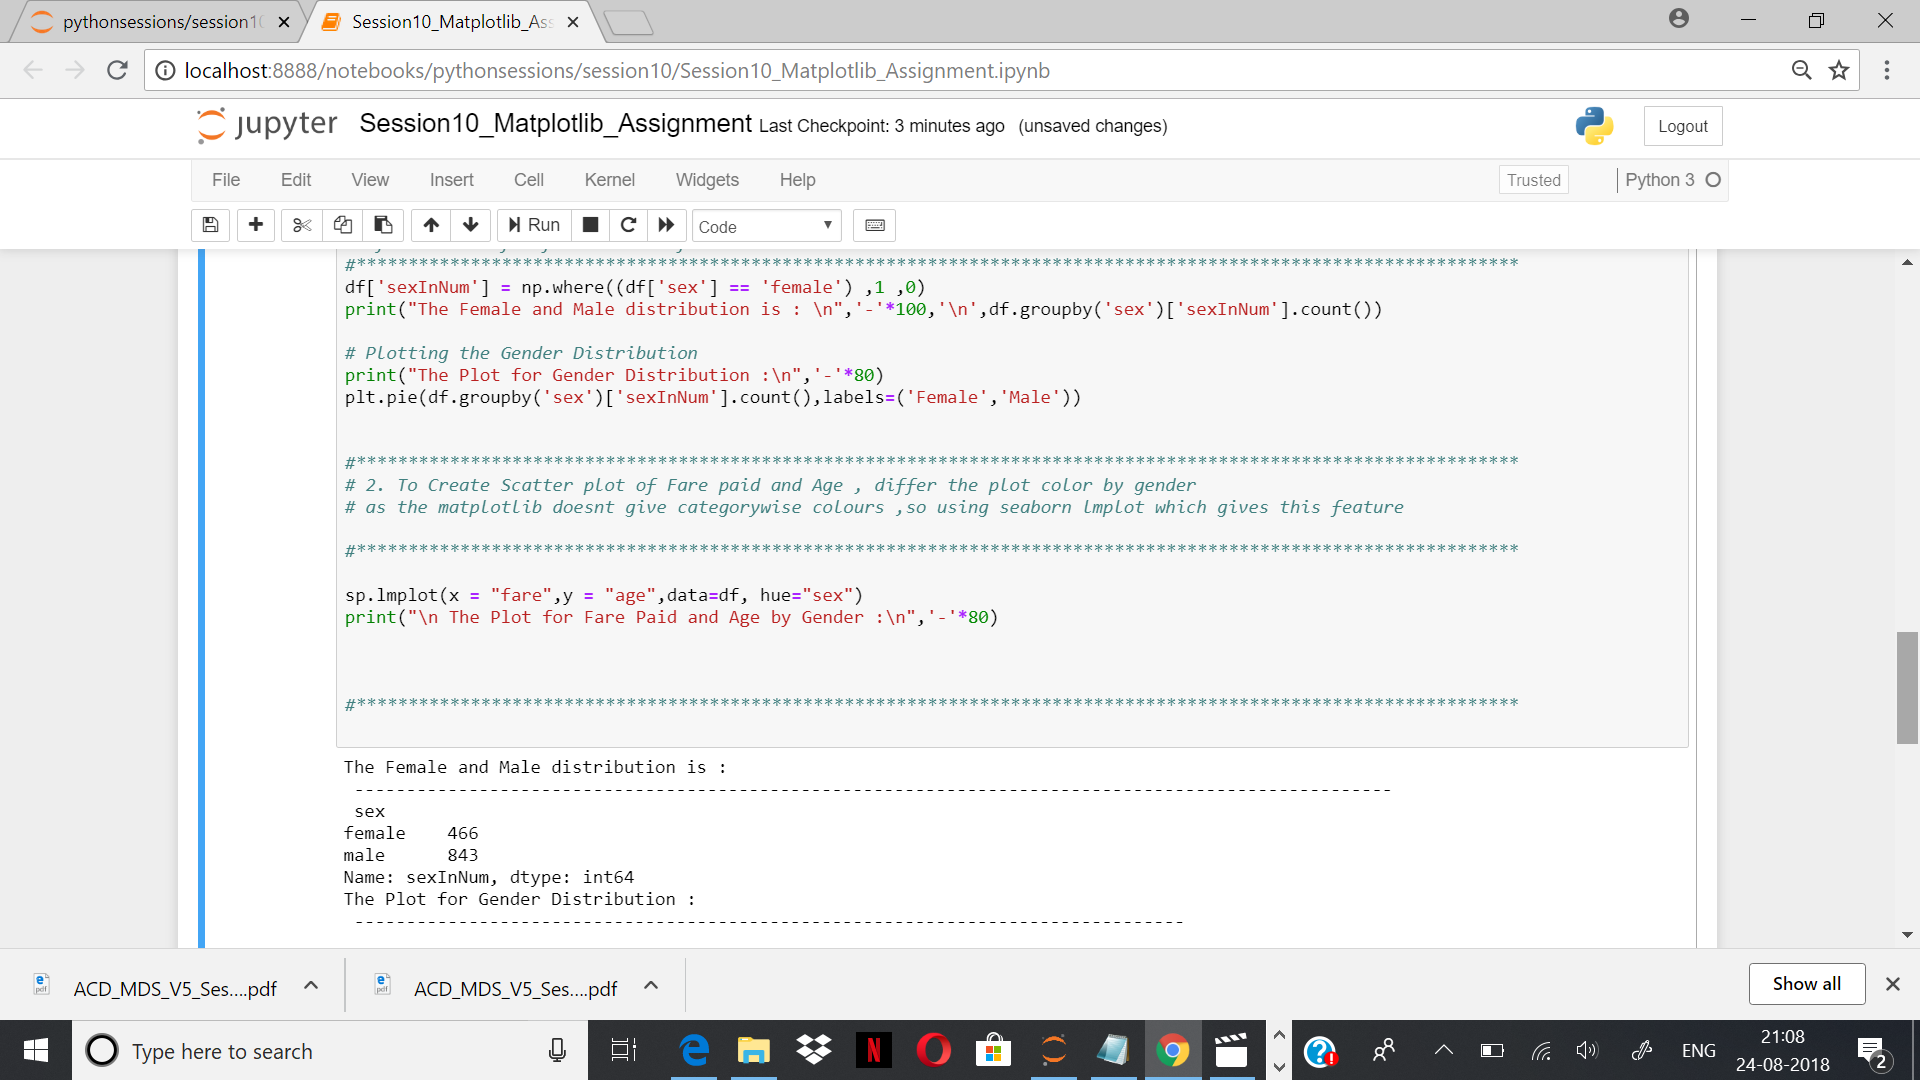 pythonsessions/session1
Session10_Matplotlib_Ass
localhost:8888/notebooks/pythonsessions/session10/Session10_Matplotlib_Assignment.ipynb
jupyter Session10_Matplotlib_Assignment Last Checkpoint: 3 minutes ago (unsaved changes)
Logout
File Edit View Insert Cell Kernel Widgets Help
Trusted Python 3
Run Code
#****************************************************************************************************************
df['sexInNum'] = np.where((df['sex'] == 'female') ,1 ,0)
print("The Female and Male distribution is : \n",'-'*100,'\n',df.groupby('sex')['sexInNum'].count())
# Plotting the Gender Distribution
print("The Plot for Gender Distribution :\n",'-'*80)
plt.pie(df.groupby('sex')['sexInNum'].count(),labels=('Female','Male'))
#****************************************************************************************************************
# 2. To Create Scatter plot of Fare paid and Age , differ the plot color by gender
# as the matplotlib doesnt give categorywise colours ,so using seaborn lmplot which gives this feature
#****************************************************************************************************************
sp.lmplot(x = "fare",y = "age",data=df, hue="sex")
print("\n The Plot for Fare Paid and Age by Gender :\n",'-'*80)
#****************************************************************************************************************
The Female and Male distribution is :
----------------------------------------------------------------------------------------------------
sex
female 466
male 843
Name: sexInNum, dtype: int64
The Plot for Gender Distribution :
--------------------------------------------------------------------------------
ACD_MDS_V5_Ses....pdf
ACD_MDS_V5_Ses....pdf
Show all
Type here to search
ENG
21:08
24-08-2018
2